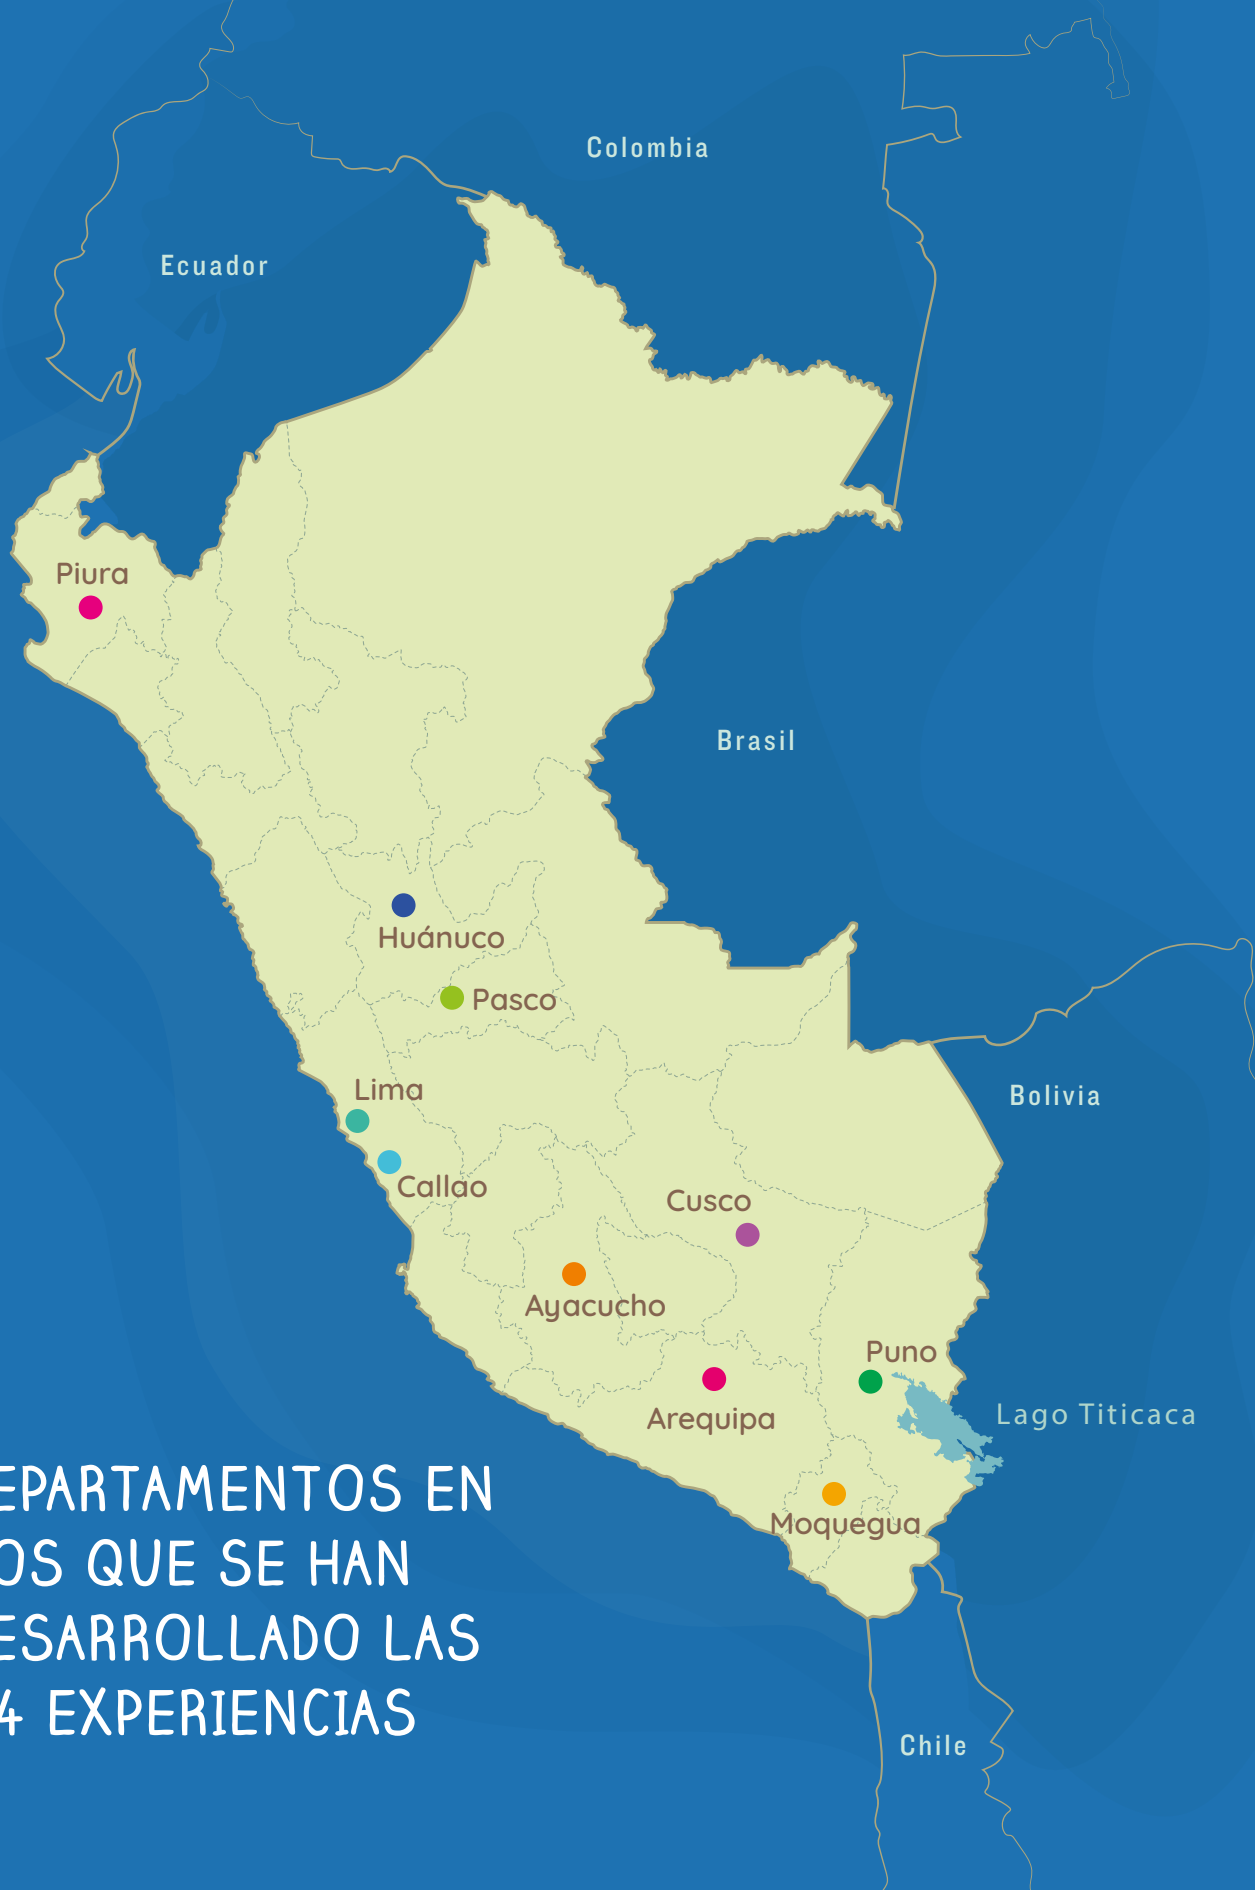 Colombia
Ecuador
Piura
Brasil
Huánuco
Pasco
Lima
Bolivia
Callao
Cusco
Ayacucho
Puno
Arequipa
Lago Titicaca
EPARTAMENTOS EN
OS QUE SE HAN
ESARROLLADO LAS
4 EXPERIENCIAS
Moquegua
Chile